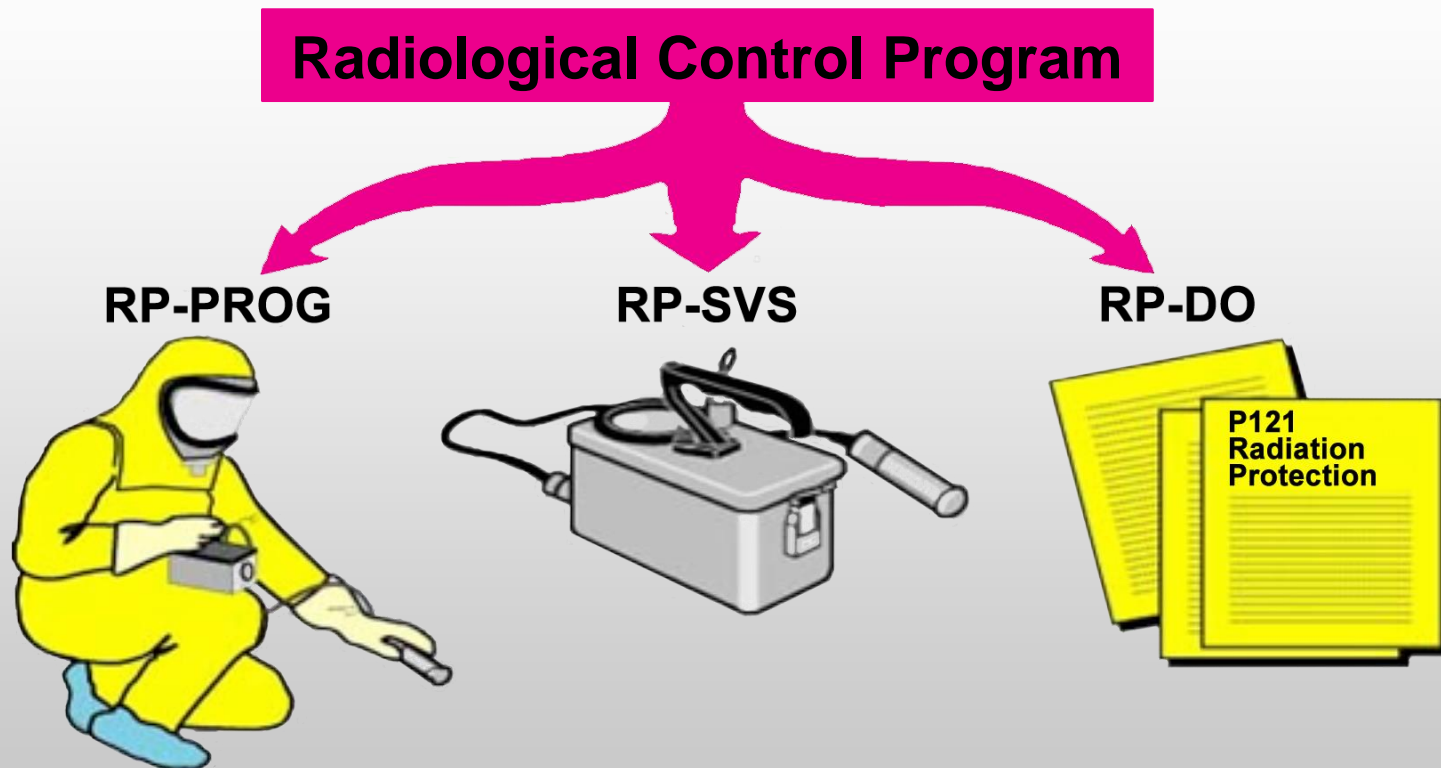 Radiological Control Program
RP-PROG
RP-SVS
RP-DO
P121
Radiation
Protection